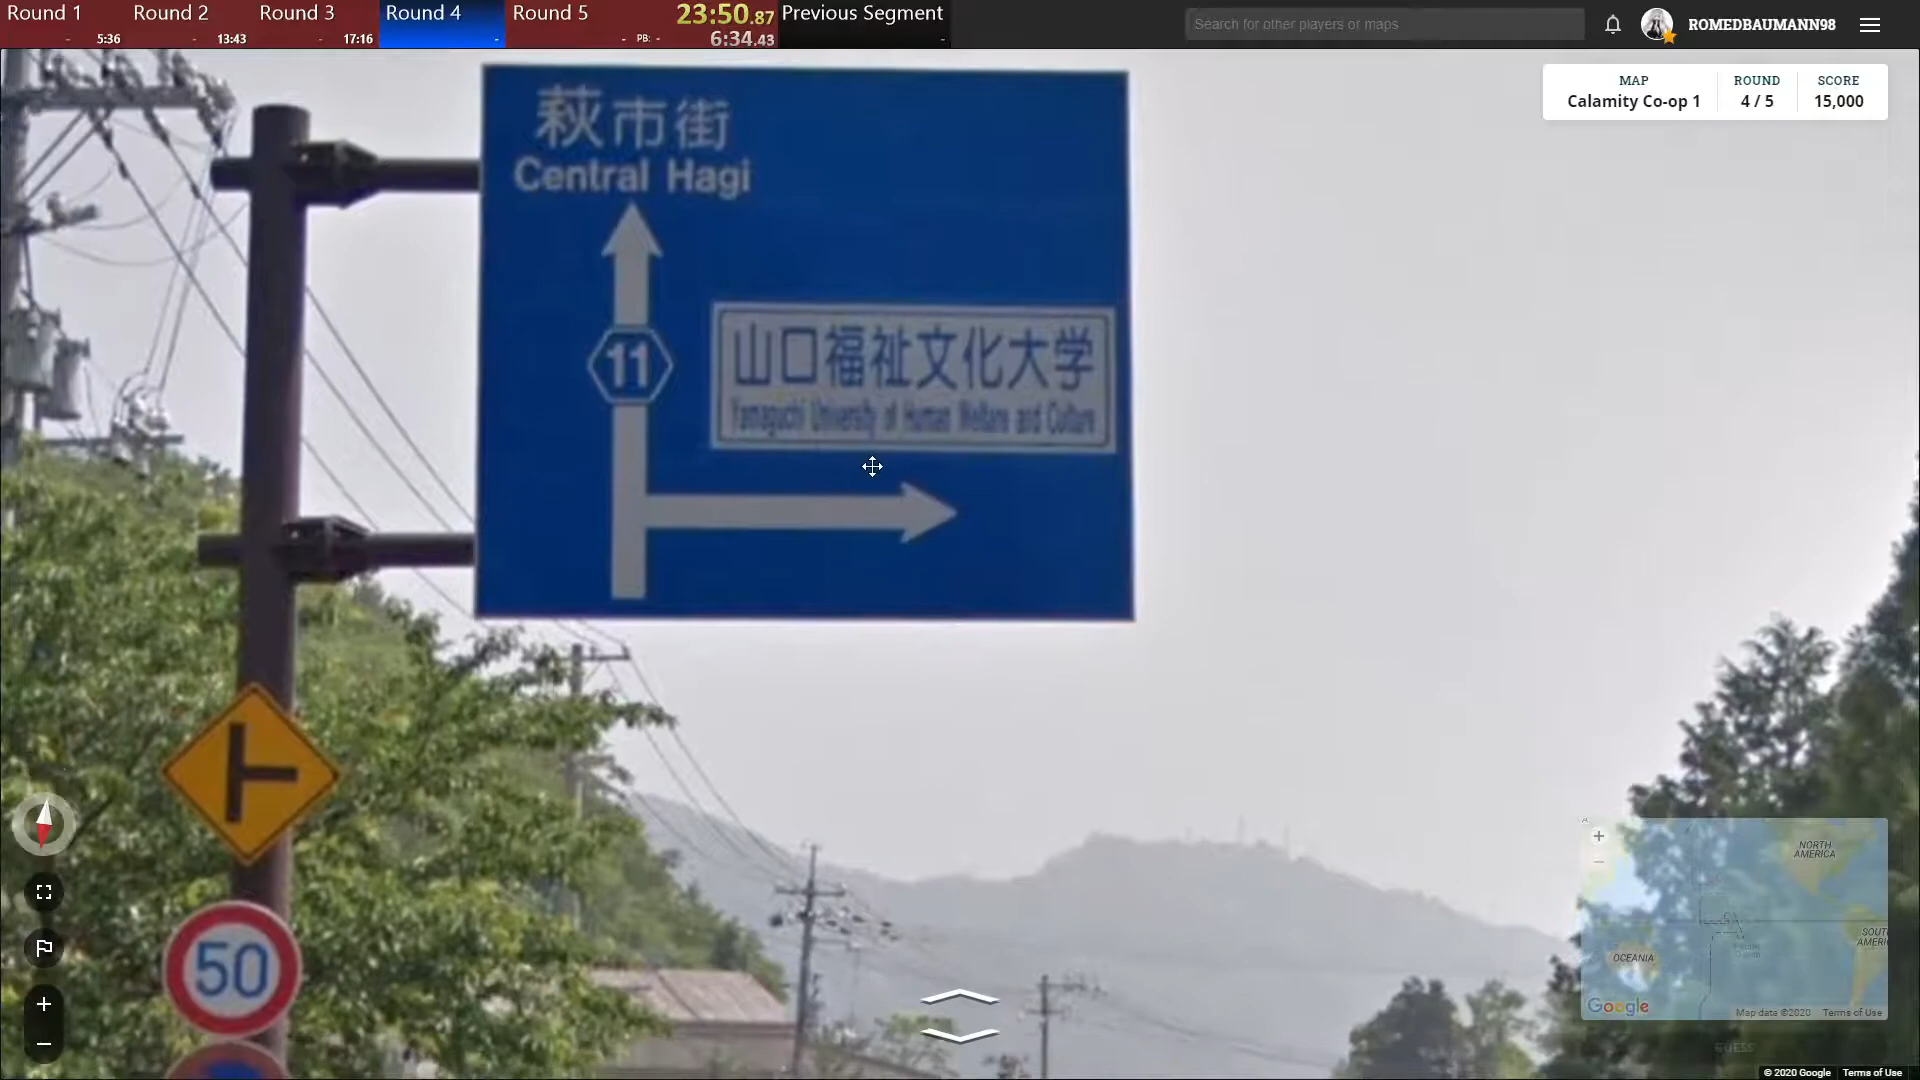 Round 1
Round 2
Round 3
Round 4
Round 5
23:50.87
Previous Segment
-
5:36
-
13:43
-
17:16
-
-
PB: -
6:34.43
-
Search for other players or maps
ROMEDBAUMANN98
MAP
ROUND
SCORE
Calamity Co-op 1
4 / 5
15,000
萩市街
Central Hagi
11
山口福祉文化大学
Yamaguchi University of Human Welfare and Culture
50
NORTH
AMERICA
OCEANIA
SOUT
AMERI
Google
Map data ©2020
Terms of Use
GUESS
© 2020 Google
Terms of Use